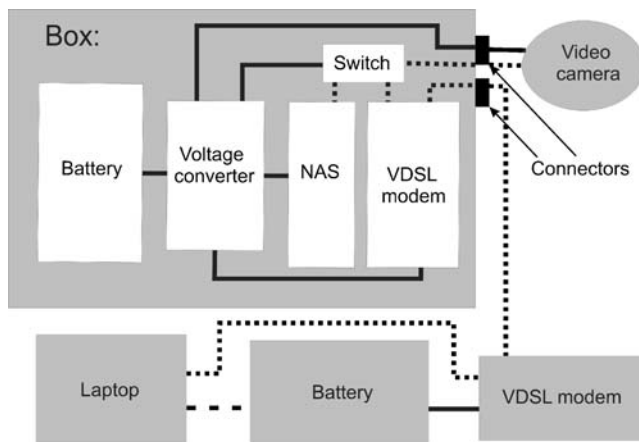 Box:
Video
camera
Switch
Battery
Voltage
converter
NAS
VDSL
modem
Connectors
Laptop
Battery
VDSL modem